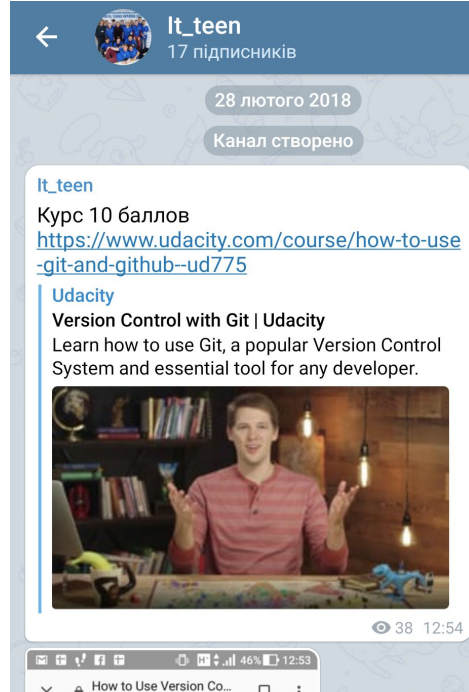 It_teen
17 підписників
28 лютого 2018
Канал створено
It_teen
Курс 10 баллов
https://www.udacity.com/course/how-to-use
-git-and-github--ud775
Udacity
Version Control with Git | Udacity
Learn how to use Git, a popular Version Control
System and essential tool for any developer.
38 12:54
46% 12:53
How to Use Version Co...